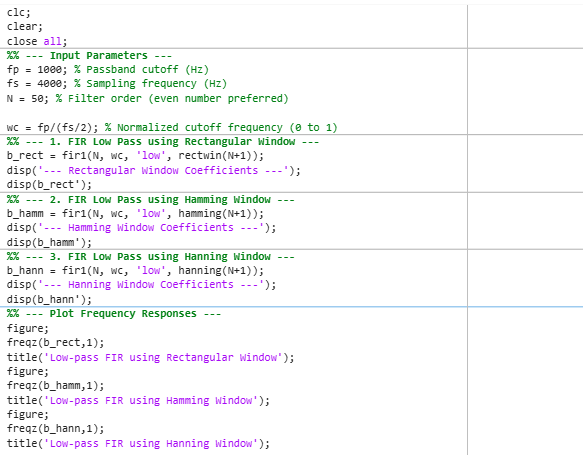 clc;
clear;
close all;
%% --- Input Parameters ---
fp = 1000; % Passband cutoff (Hz)
fs = 4000; % Sampling frequency (Hz)
N = 50; % Filter order (even number preferred)
wc = fp/(fs/2); % Normalized cutoff frequency (0 to 1)
%% --- 1. FIR Low Pass using Rectangular Window ---
b_rect = fir1(N, wc, 'low', rectwin(N+1));
disp('--- Rectangular Window Coefficients ---');
disp(b_rect');
%% --- 2. FIR Low Pass using Hamming Window ---
b_hamm = fir1(N, wc, 'low', hamming(N+1));
disp('--- Hamming Window Coefficients ---');
disp(b_hamm');
%% --- 3. FIR Low Pass using Hanning Window ---
b_hann = fir1(N, wc, 'low', hanning(N+1));
disp('--- Hanning Window Coefficients ---');
disp(b_hann');
%% --- Plot Frequency Responses ---
figure;
freqz(b_rect,1);
title('Low-pass FIR using Rectangular Window');
figure;
freqz(b_hamm,1);
title('Low-pass FIR using Hamming Window');
figure;
freqz(b_hann,1);
title('Low-pass FIR using Hanning Window');